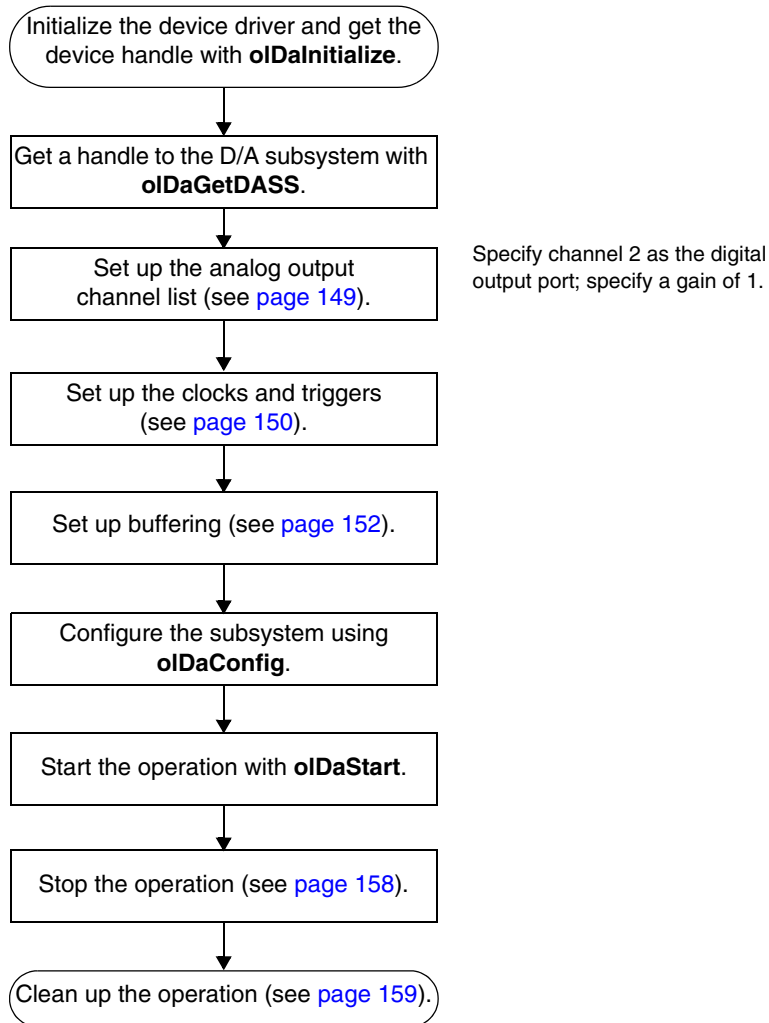 Initialize the device driver and get the
device handle with olDaInitialize.
Get a handle to the D/A subsystem with
olDaGetDASS.
Set up the analog output
channel list (see page 149).
Specify channel 2 as the digital
output port; specify a gain of 1.
Set up the clocks and triggers
(see page 150).
Set up buffering (see page 152).
Configure the subsystem using
olDaConfig.
Start the operation with olDaStart.
Stop the operation (see page 158).
Clean up the operation (see page 159).